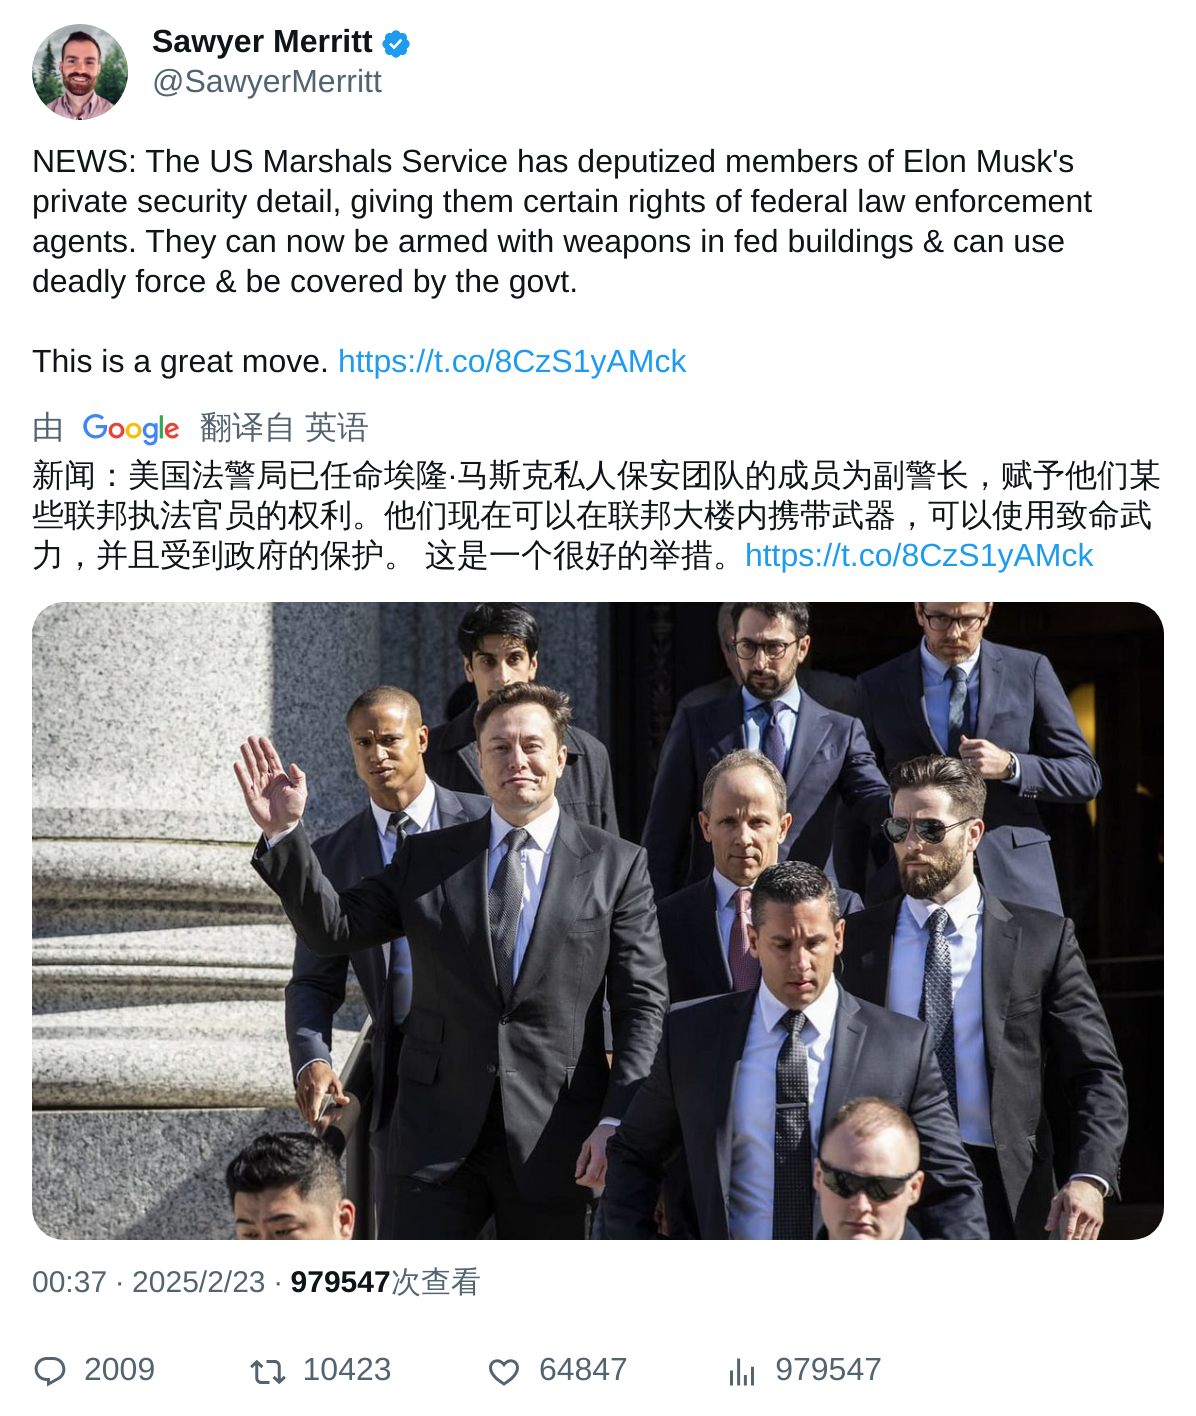 Sawyer Merritt
@SawyerMerritt
NEWS: The US Marshals Service has deputized members of Elon Musk's
private security detail, giving them certain rights of federal law enforcement
agents. They can now be armed with weapons in fed buildings & can use
deadly force & be covered by the govt.
This is a great move. https://t.co/8CzS1yAMck
由 Google 翻译自 英语
新闻：美国法警局已任命埃隆·马斯克私人保安团队的成员为副警长，赋予他们某
些联邦执法官员的权利。他们现在可以在联邦大楼内携带武器，可以使用致命武
力，并且受到政府的保护。 这是一个很好的举措。https://t.co/8CzS1yAMck
00:37 · 2025/2/23 · 979547次查看
2009 10423 64847 979547